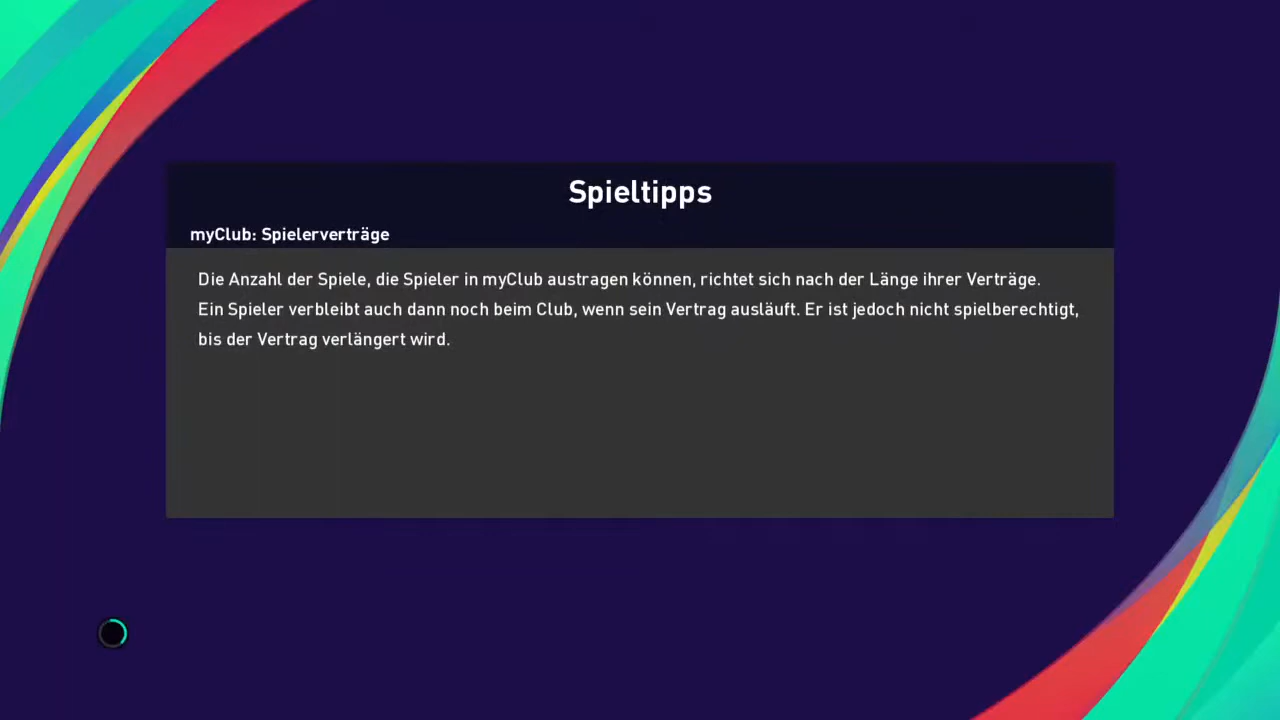 Spieltipps
myClub: Spielerverträge
Die Anzahl der Spiele, die Spieler in myClub austragen können, richtet sich nach der Länge ihrer Verträge.
Ein Spieler verbleibt auch dann noch beim Club, wenn sein Vertrag ausläuft. Er ist jedoch nicht spielberechtigt,
bis der Vertrag verlängert wird.